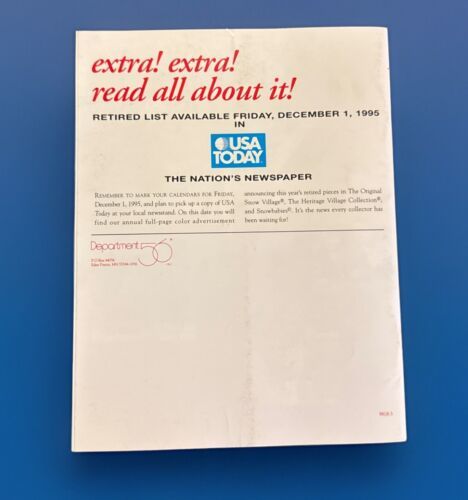 extra! extra!
read all about it!
RETIRED LIST AVAILABLE FRIDAY, DECEMBER 1, 1995
IN
USA
TODAY
THE NATION'S NEWSPAPER
REMEMBER TO MARK YOUR CALENDARS FOR FRIDAY,
December 1, 1995, and plan to pick up a copy of USA
Today at your local newsstand. On this date you will
find our annual full-page color advertisement
announcing this year's retired pieces in The Original
Snow Village®, The Heritage Village Collection®,
and Snowbabies©. It's the news every collector has
been waiting for!
Department 56®